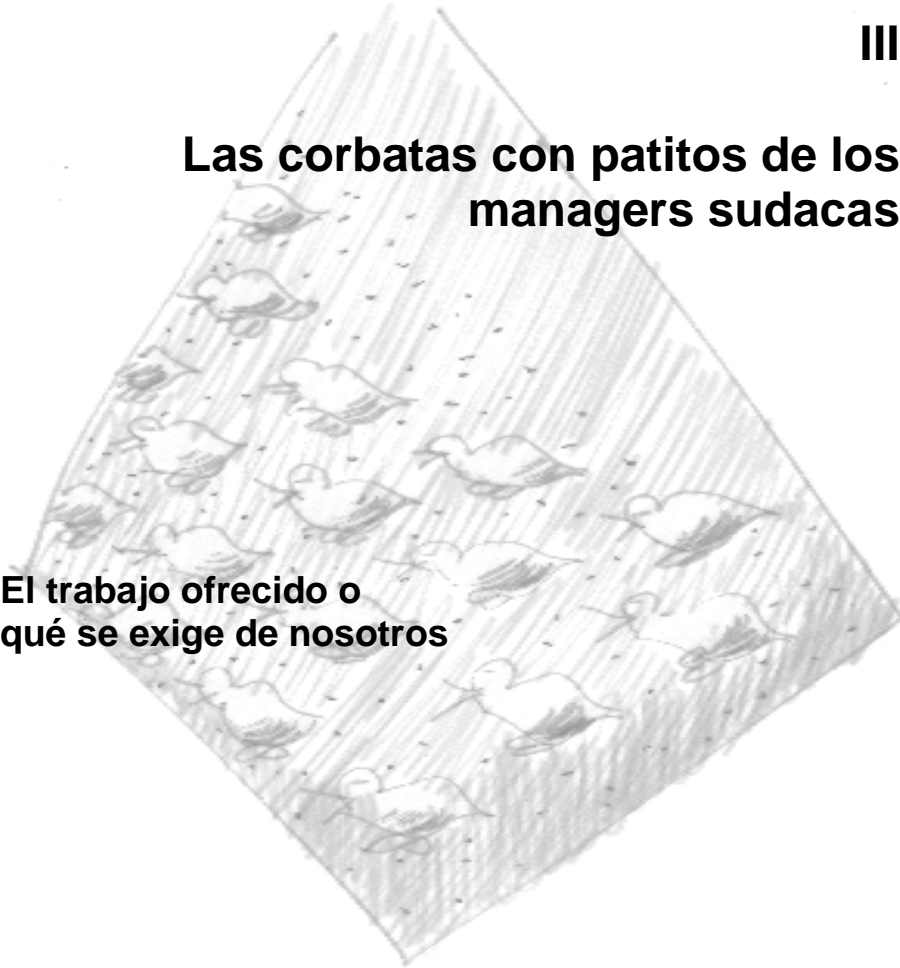 III
Las corbatas con patitos de los
managers sudacas
El trabajo ofrecido o
qué se exige de nosotros